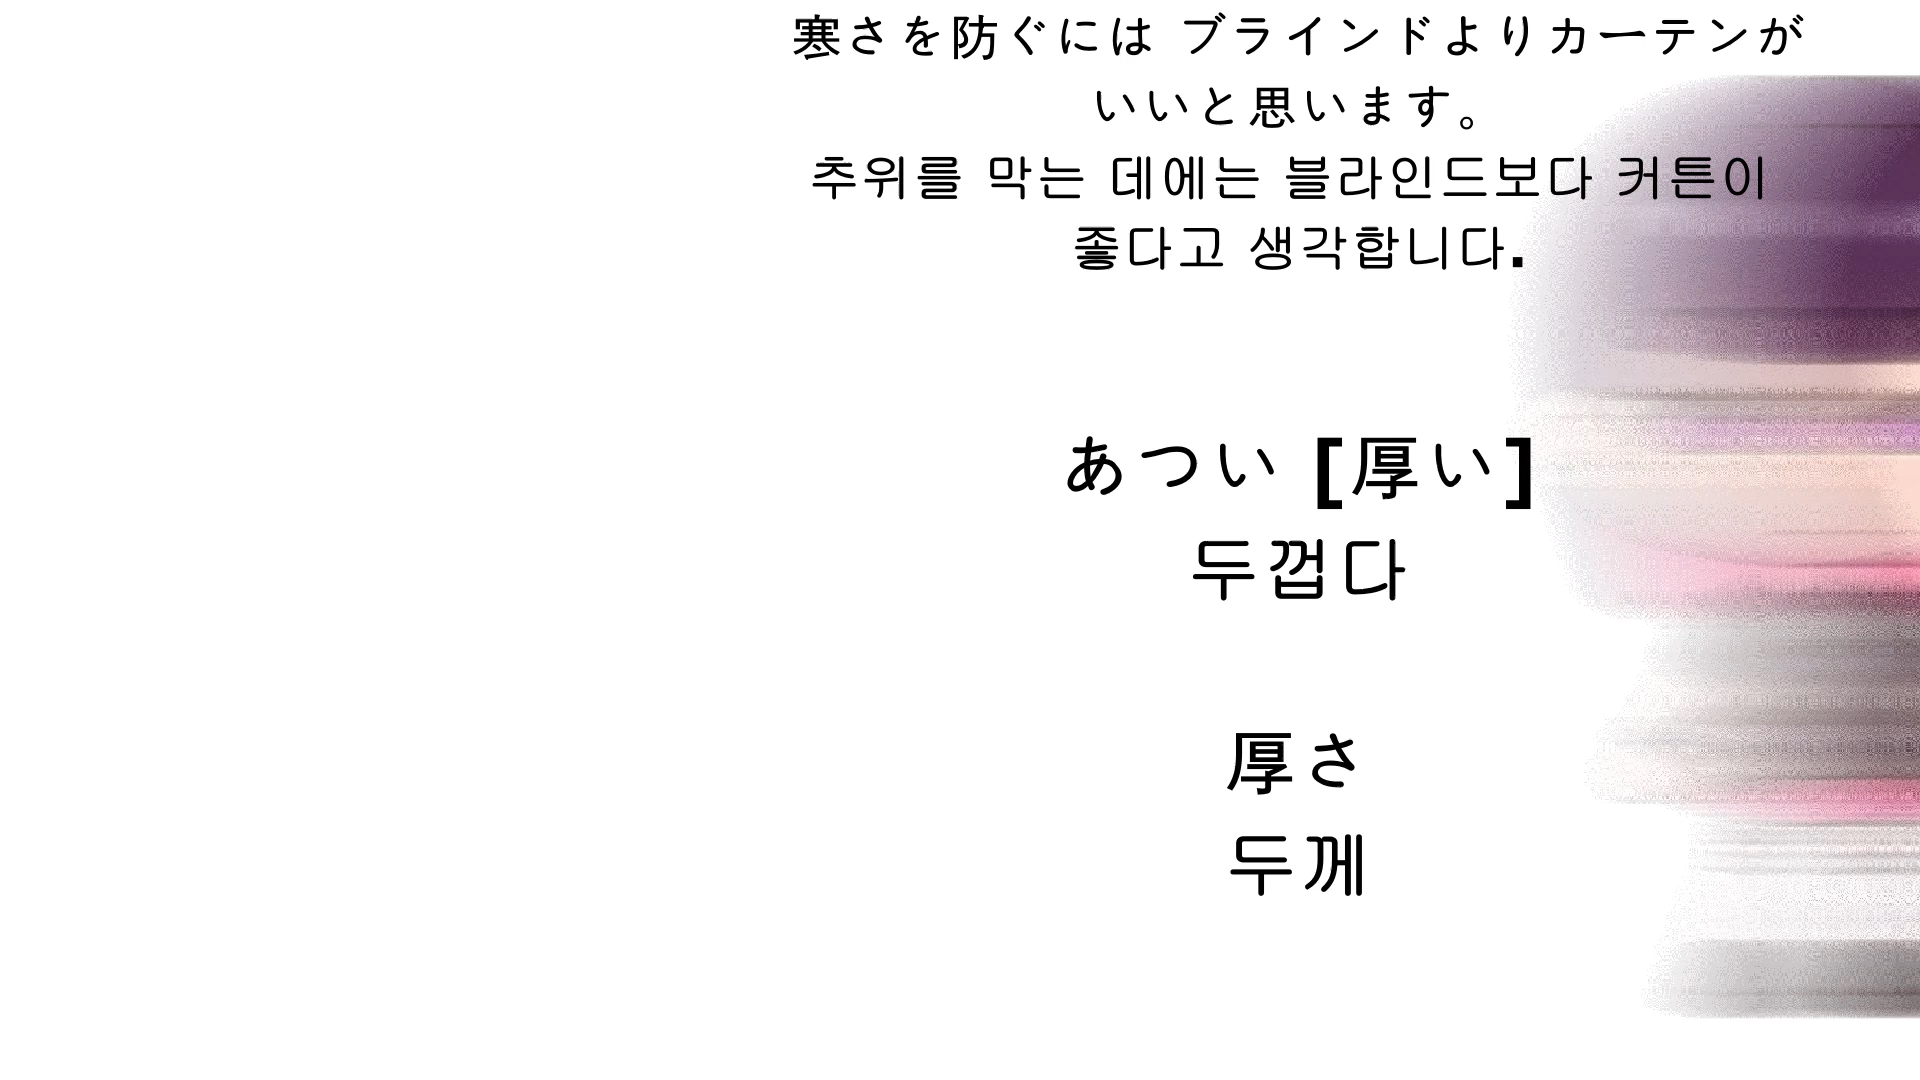 寒さを防ぐには ブラインドよりカーテンが
いいと思います。
추위를 막는 데에는 블라인드보다 커튼이
좋다고 생각합니다.
あつい [厚い]
두껍다
厚さ
두께